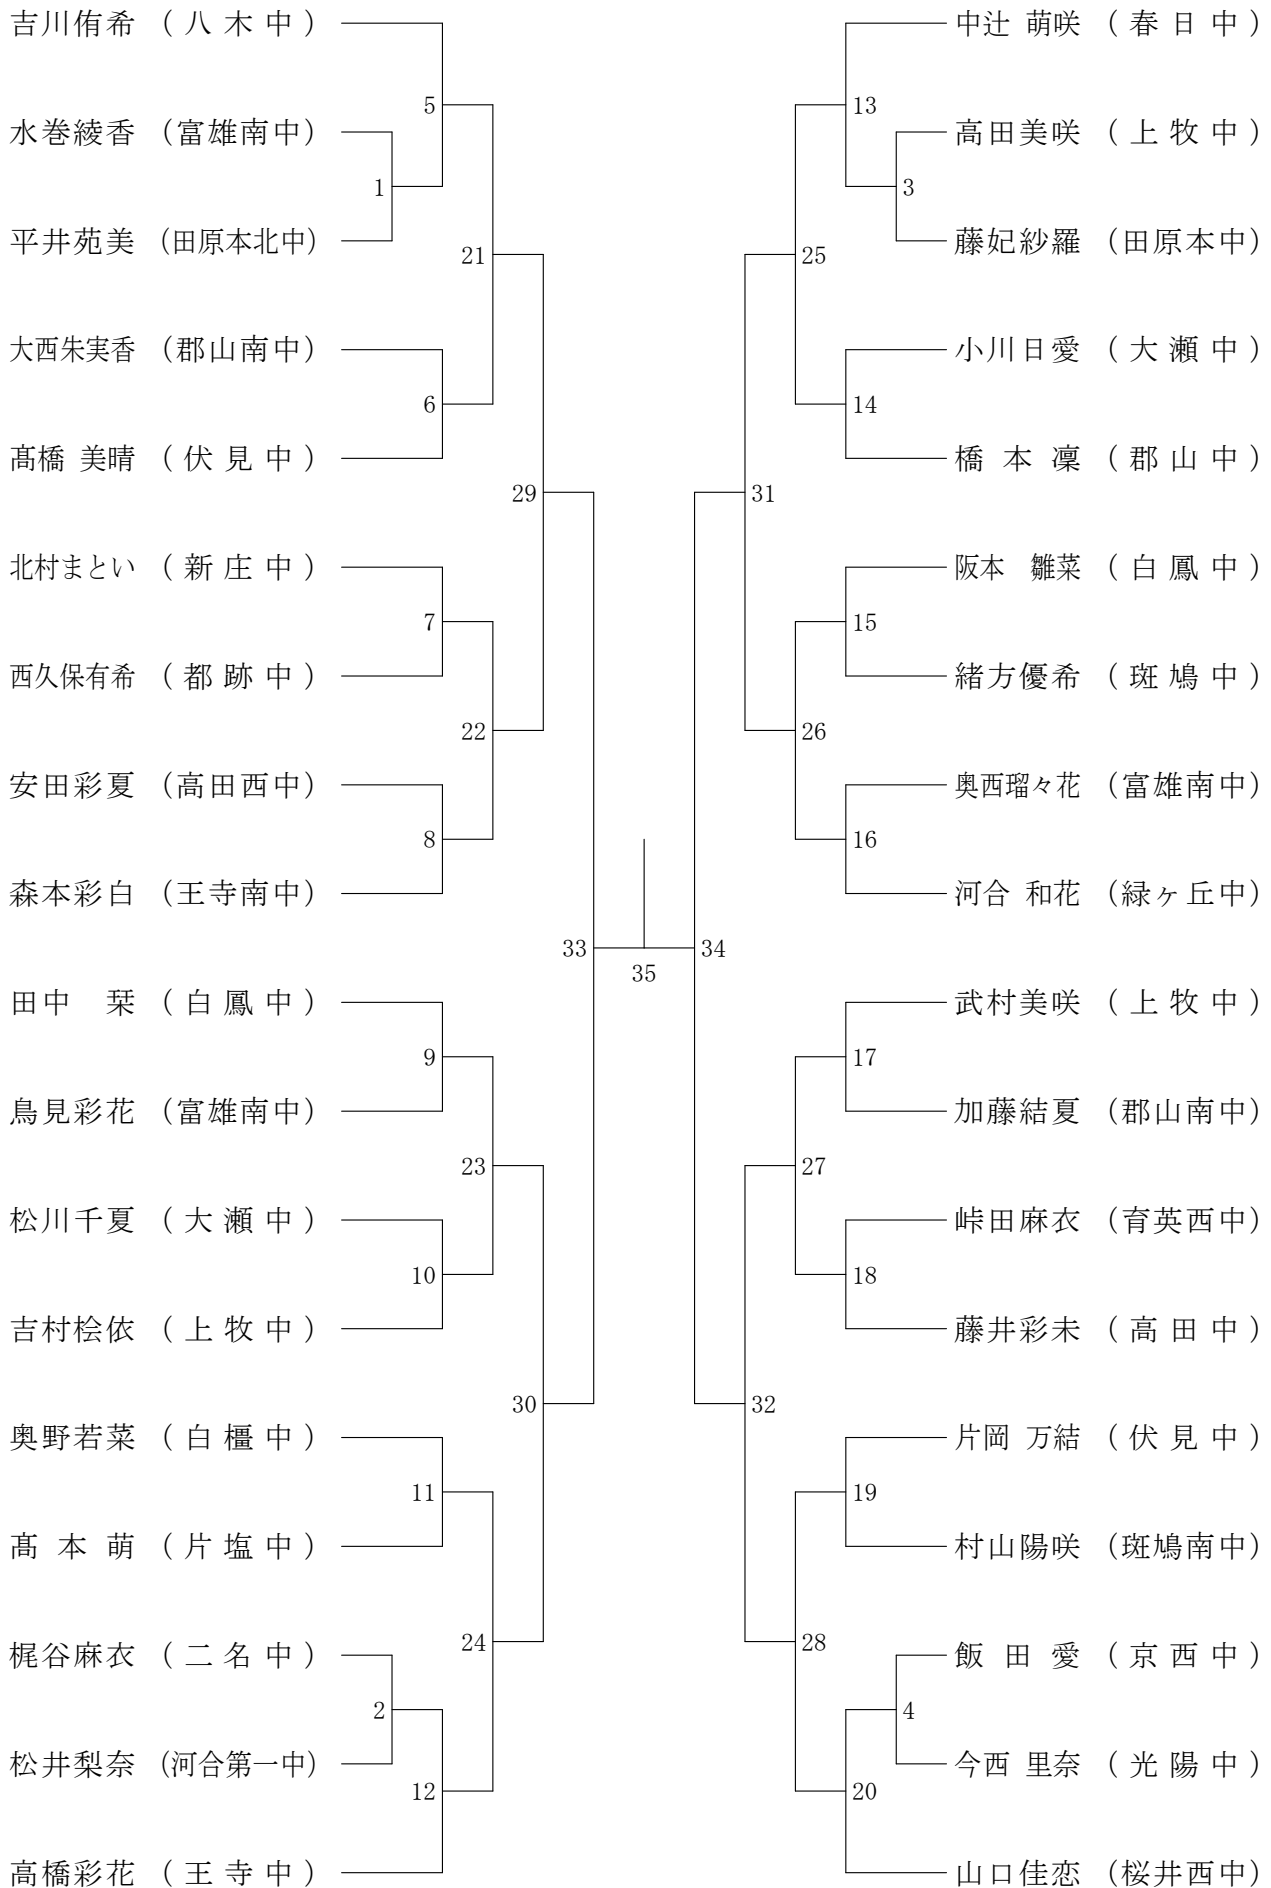 吉川侑希 (八木中)
水巻綾香 (富雄南中)
平井苑美 (田原本北中)
大西朱実香 (郡山南中)
髙橋 美晴 (伏見中)
北村まとい (新庄中)
西久保有希 (都跡中)
安田彩夏 (高田西中)
森本彩白 (王寺南中)
田中 栞 (白鳳中)
鳥見彩花 (富雄南中)
松川千夏 (大瀬中)
吉村桧依 (上牧中)
奥野若菜 (白橿中)
髙本萌 (片塩中)
梶谷麻衣 (二名中)
松井梨奈 (河合第一中)
高橋彩花 (王寺中)
1
2
5
6
7
8
9
10
11
12
21
22
23
24
29
30
33
35
34
31
32
25
26
27
28
13
14
15
16
17
18
19
20
3
4
中辻 萌咲 (春日中)
高田美咲 (上牧中)
藤妃紗羅 (田原本中)
小川日愛 (大瀬中)
橋本凜 (郡山中)
阪本 雛菜 (白鳳中)
緒方優希 (斑鳩中)
奥西瑠々花 (富雄南中)
河合 和花 (緑ヶ丘中)
武村美咲 (上牧中)
加藤結夏 (郡山南中)
峠田麻衣 (育英西中)
藤井彩未 (高田中)
片岡 万結 (伏見中)
村山陽咲 (斑鳩南中)
飯田愛 (京西中)
今西 里奈 (光陽中)
山口佳恋 (桜井西中)